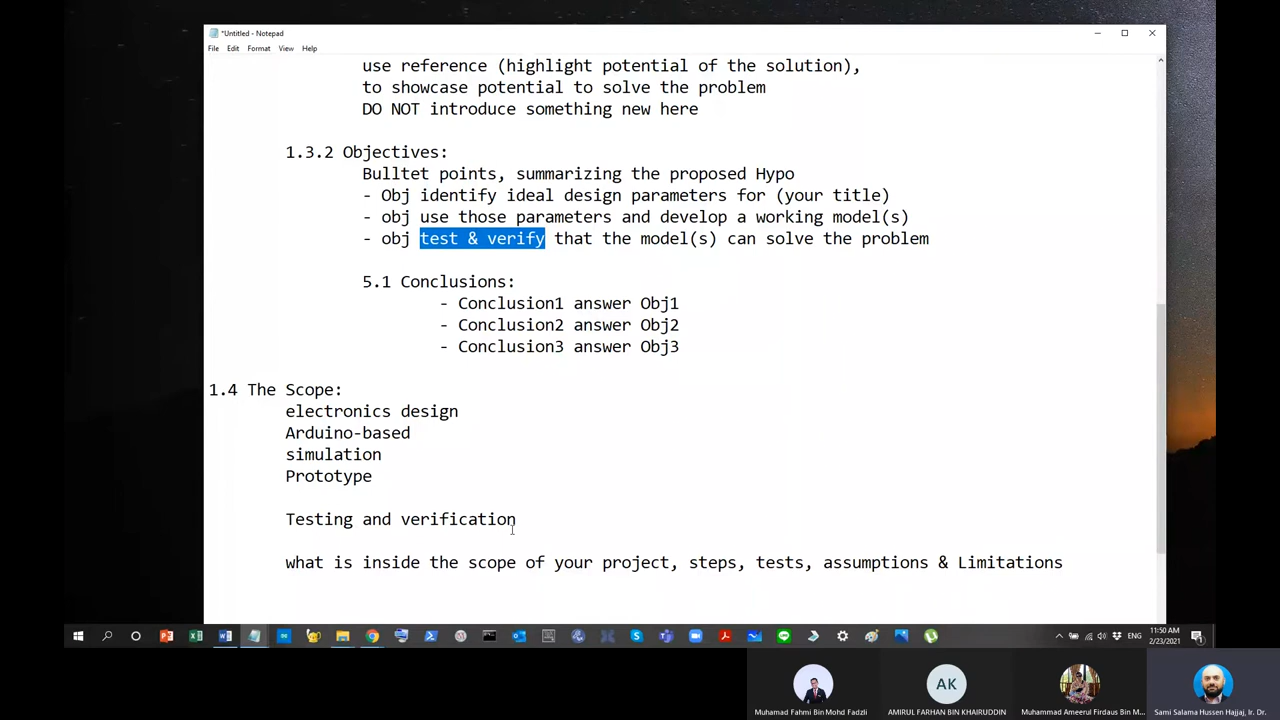 *Untitled - Notepad
File Edit Format View Help
use reference (highlight potential of the solution),
to showcase potential to solve the problem
DO NOT introduce something new here
1.3.2 Objectives:
Bulltet points, summarizing the proposed Hypo
- Obj identify ideal design parameters for (your title)
- obj use those parameters and develop a working model(s)
- obj test & verify that the model(s) can solve the problem
5.1 Conclusions:
- Conclusion1 answer Obj1
- Conclusion2 answer Obj2
- Conclusion3 answer Obj3
1.4 The Scope:
electronics design
Arduino-based
simulation
Prototype
Testing and verification
what is inside the scope of your project, steps, tests, assumptions & Limitations
ENG
11:50 AM
2/23/2021
AK
Muhamad Fahmi Bin Mohd Fadzli
AMIRUL FARHAN BIN KHAIRUDDIN
Muhammad Ameerul Firdaus Bin M...
Sami Salama Hussen Hajjaj, Ir. Dr.